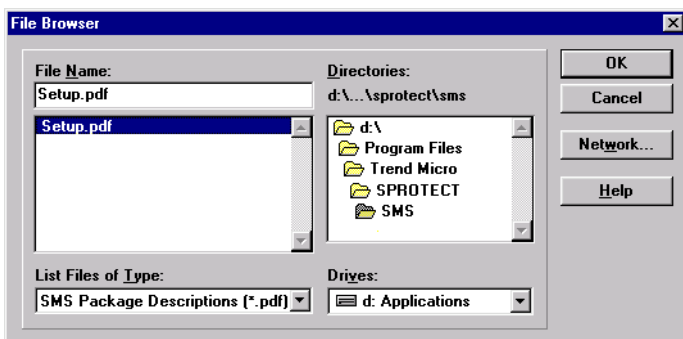 File Browser
File Name:
Setup.pdf
Setup.pdf
List Files of Type:
SMS Package Descriptions (*.pdf)
Directories:
d:\...\sprotect\sms
d:\
Program Files
Trend Micro
SPROTECT
SMS
Drives:
d: Applications
OK
Cancel
Network...
Help